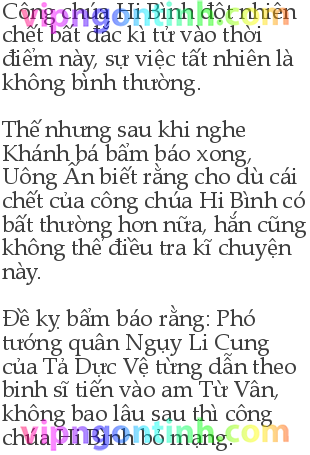 Công chúa Hi Bình đột nhiên
chết bất đắc kì tử vào thời
điểm này, sự việc tất nhiên là
không bình thường.
Thế nhưng sau khi nghe
Khánh bá bẩm báo xong,
Uông Ấn biết rằng cho dù cái
chết của công chúa Hi Bình có
bất thường hơn nữa, hắn cũng
không thể điều tra kĩ chuyện
này.
Đề kỵ bẩm báo rằng: Phó
tướng quân Ngụy Li Cung
của Tả Dực Vệ từng dẫn theo
binh sĩ tiến vào am Từ Vân,
không bao lâu sau thì công
chúa Hi Bình bỏ mạng.
vipngontinh.com
vipngontinh.com